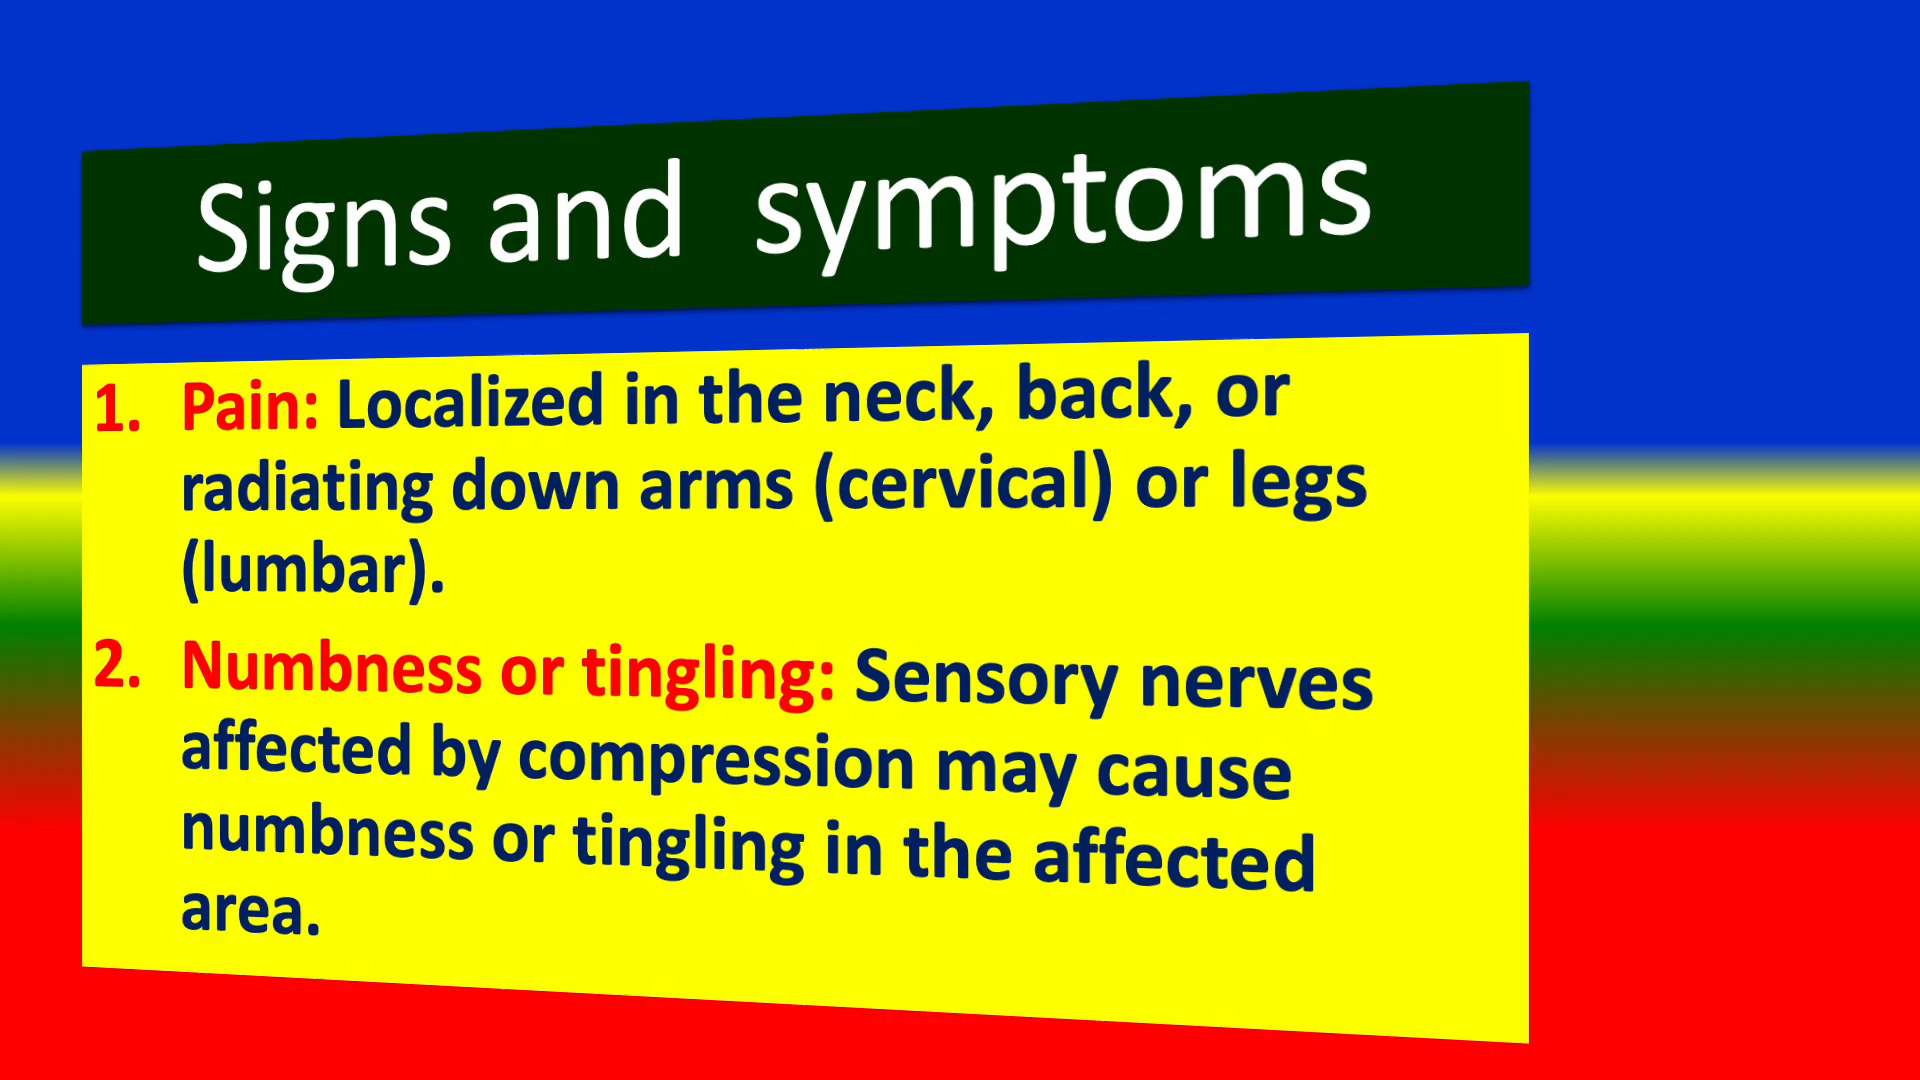 Signs and  symptoms
1. Pain: Localized in the neck, back, or
radiating down arms (cervical) or legs
(lumbar).
2. Numbness or tingling: Sensory nerves
affected by compression may cause
numbness or tingling in the affected
area.